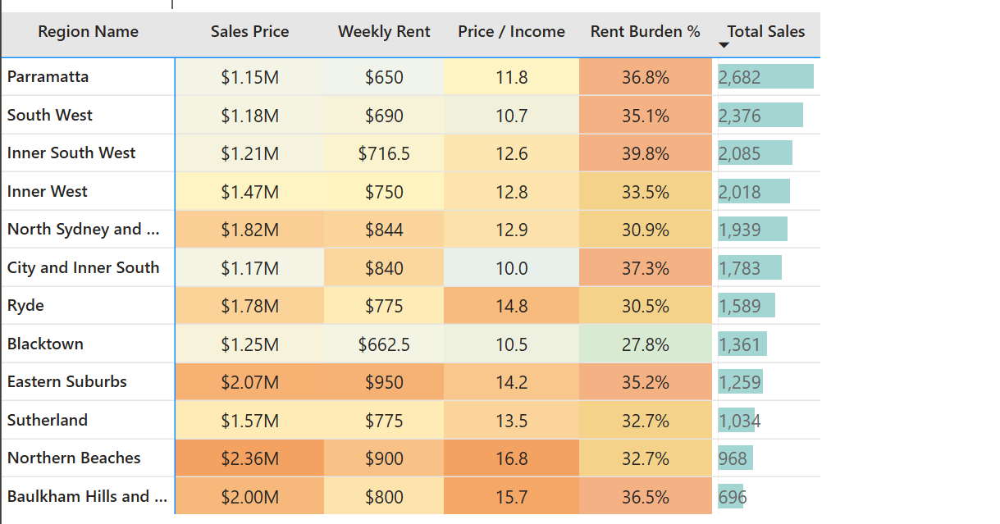 Region Name Sales Price Weekly Rent Price / Income Rent Burden % Total Sales
Parramatta $1.15M $650 11.8 36.8% 2,682
South West $1.18M $690 10.7 35.1% 2,376
Inner South West $1.21M $716.5 12.6 39.8% 2,085
Inner West $1.47M $750 12.8 33.5% 2,018
North Sydney and ... $1.82M $844 12.9 30.9% 1,939
City and Inner South $1.17M $840 10.0 37.3% 1,783
Ryde $1.78M $775 14.8 30.5% 1,589
Blacktown $1.25M $662.5 10.5 27.8% 1,361
Eastern Suburbs $2.07M $950 14.2 35.2% 1,259
Sutherland $1.57M $775 13.5 32.7% 1,034
Northern Beaches $2.36M $900 16.8 32.7% 968
Baulkham Hills and ... $2.00M $800 15.7 36.5% 696